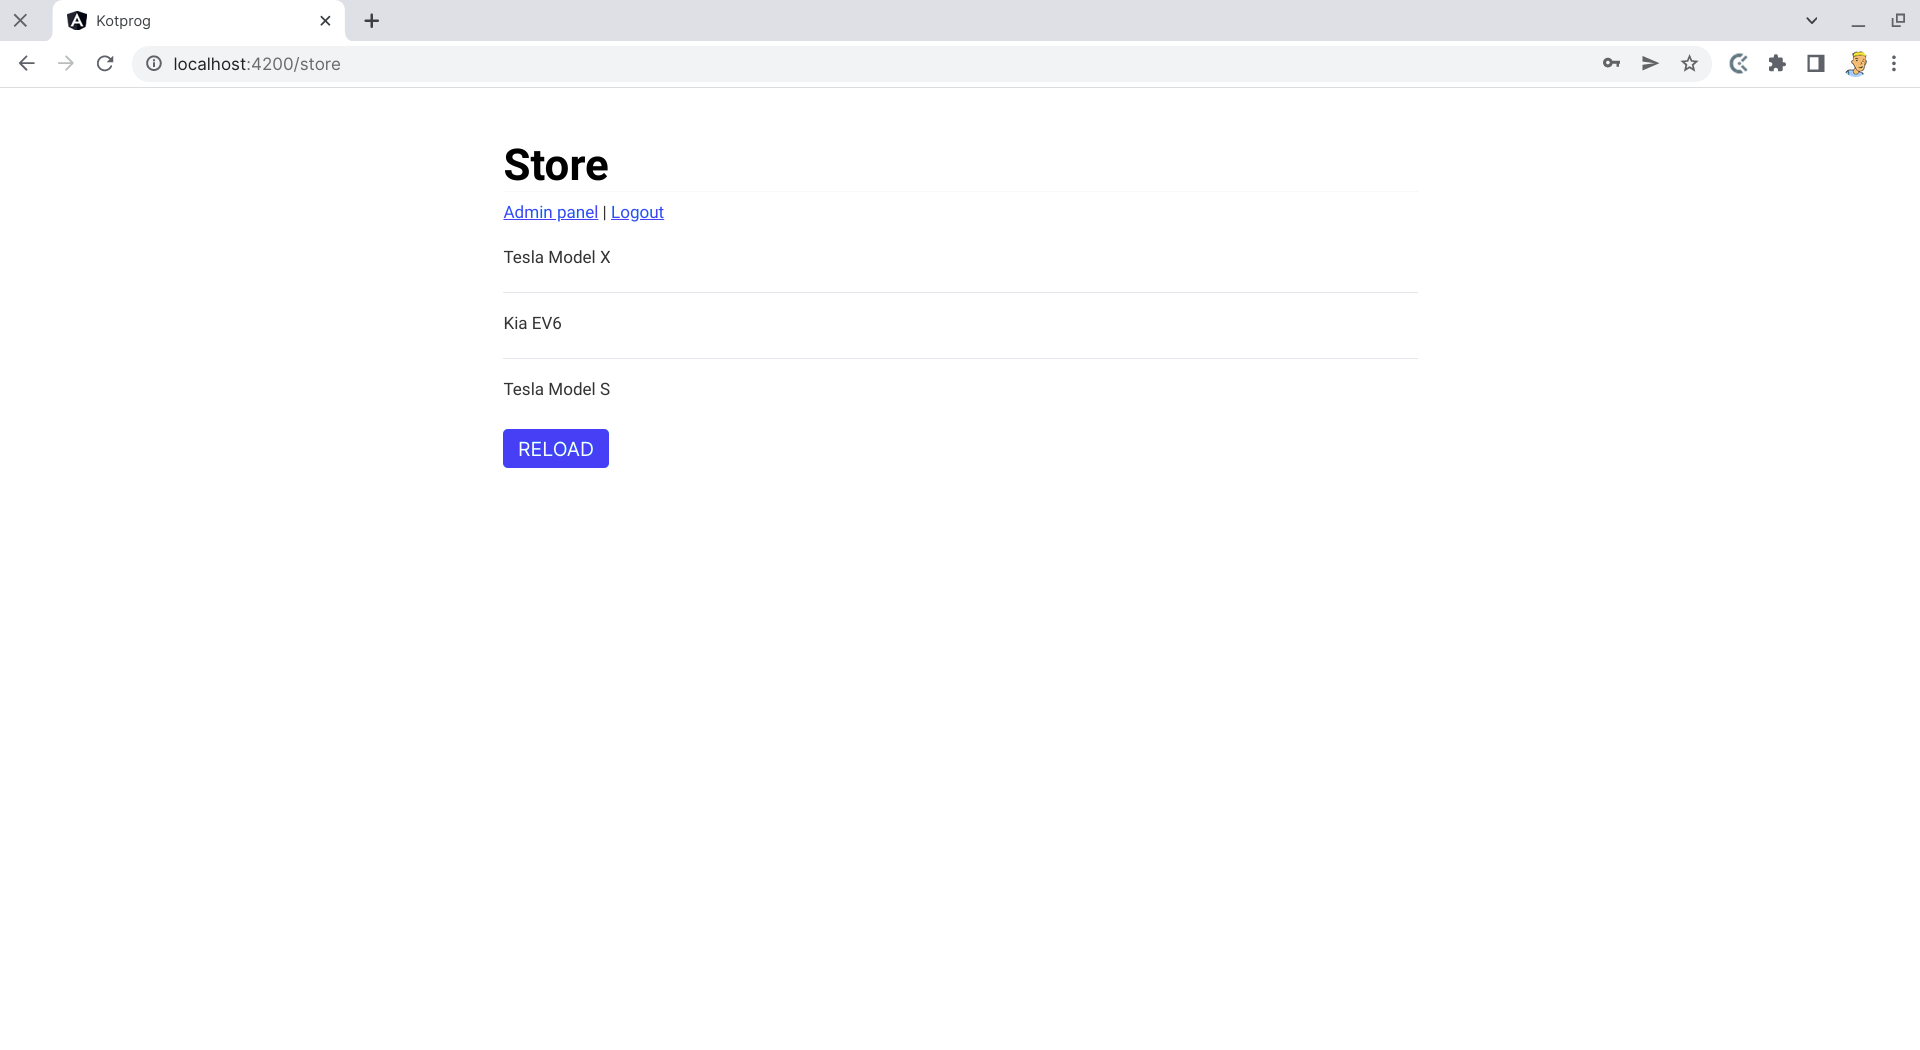 Kotprog
localhost:4200/store
Store
Admin panel | Logout
Tesla Model X
Kia EV6
Tesla Model S
RELOAD